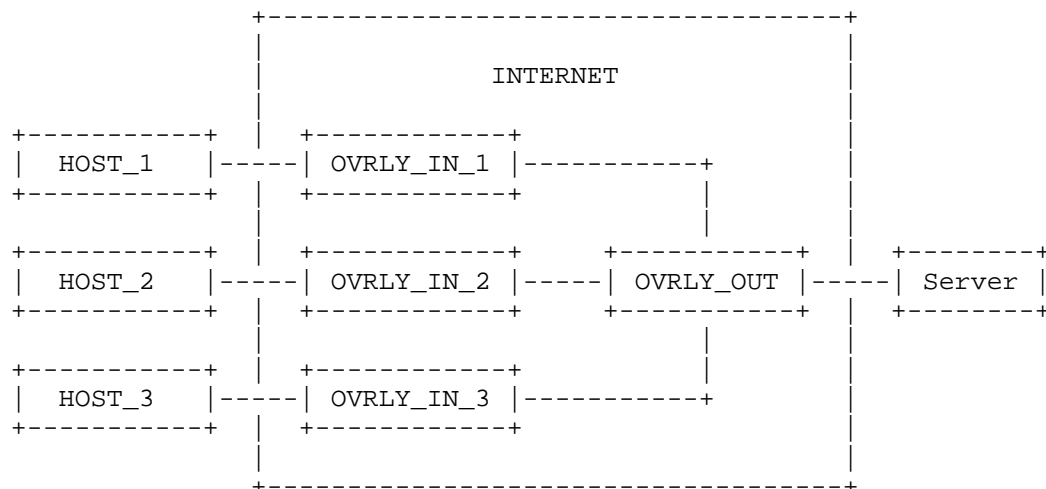 INTERNET
HOST_1 OVRLY_IN_1
HOST_2 OVRLY_IN_2 OVRLY_OUT Server
HOST_3 OVRLY_IN_3